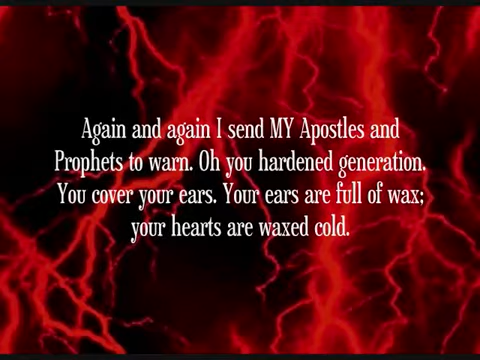 Again and again I send MY Apostles and
Prophets to warn. Oh you hardened generation.
You cover your ears. Your ears are full of wax;
your hearts are waxed cold.